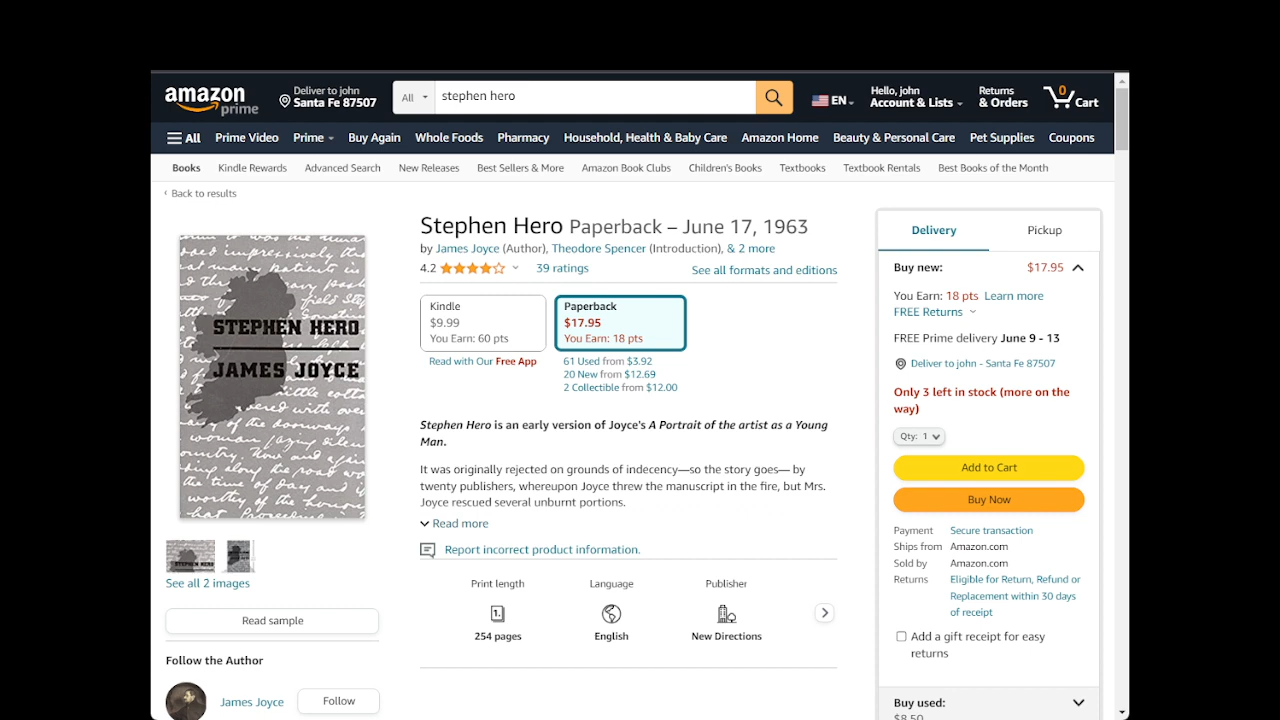 amazon
prime
Deliver to john
Santa Fe 87507
All
stephen hero
EN
Hello, john
Account & Lists
Returns
& Orders
0
Cart
All
Prime Video
Prime
Buy Again
Whole Foods
Pharmacy
Household, Health & Baby Care
Amazon Home
Beauty & Personal Care
Pet Supplies
Coupons
Books
Kindle Rewards
Advanced Search
New Releases
Best Sellers & More
Amazon Book Clubs
Children's Books
Textbooks
Textbook Rentals
Best Books of the Month
‹ Back to results
STEPHEN HERO
JAMES JOYCE
See all 2 images
Read sample
Follow the Author
James Joyce
Follow
Stephen Hero Paperback – June 17, 1963
by James Joyce (Author), Theodore Spencer (Introduction), & 2 more
4.2
39 ratings
See all formats and editions
Kindle
$9.99
You Earn: 60 pts
Read with Our Free App
Paperback
$17.95
You Earn: 18 pts
61 Used from $3.92
20 New from $12.69
2 Collectible from $12.00
Stephen Hero is an early version of Joyce's A Portrait of the artist as a Young
Man.
It was originally rejected on grounds of indecency—so the story goes— by
twenty publishers, whereupon Joyce threw the manuscript in the fire, but Mrs.
Joyce rescued several unburnt portions.
Read more
Report incorrect product information.
Print length
254 pages
Language
English
Publisher
New Directions
Delivery
Pickup
Buy new:
$17.95
You Earn: 18 pts Learn more
FREE Returns
FREE Prime delivery June 9 - 13
Deliver to john - Santa Fe 87507
Only 3 left in stock (more on the
way)
Qty: 1
Add to Cart
Buy Now
Payment Secure transaction
Ships from Amazon.com
Sold by Amazon.com
Returns Eligible for Return, Refund or
Replacement within 30 days
of receipt
Add a gift receipt for easy
returns
Buy used:
$8.50